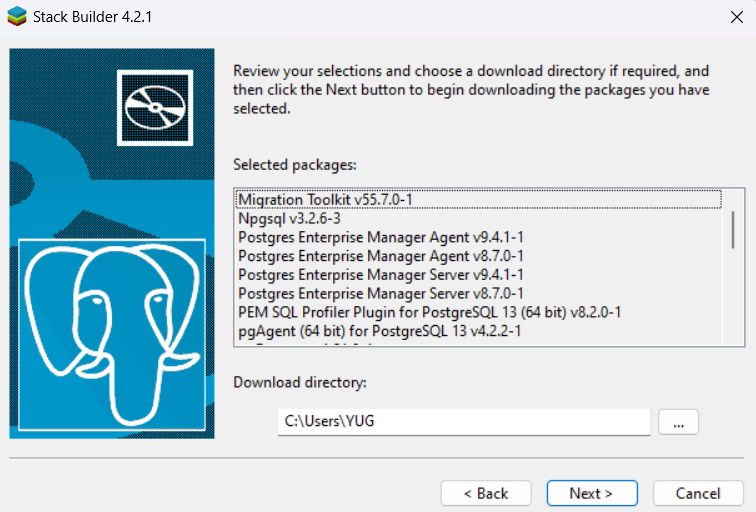 Stack Builder 4.2.1
Review your selections and choose a download directory if required, and
then click the Next button to begin downloading the packages you have
selected.
Selected packages:
Migration Toolkit v55.7.0-1
Npgsql v3.2.6-3
Postgres Enterprise Manager Agent v9.4.1-1
Postgres Enterprise Manager Agent v8.7.0-1
Postgres Enterprise Manager Server v9.4.1-1
Postgres Enterprise Manager Server v8.7.0-1
PEM SQL Profiler Plugin for PostgreSQL 13 (64 bit) v8.2.0-1
pgAgent (64 bit) for PostgreSQL 13 v4.2.2-1
Download directory:
C:\Users\YUG
...
< Back
Next >
Cancel